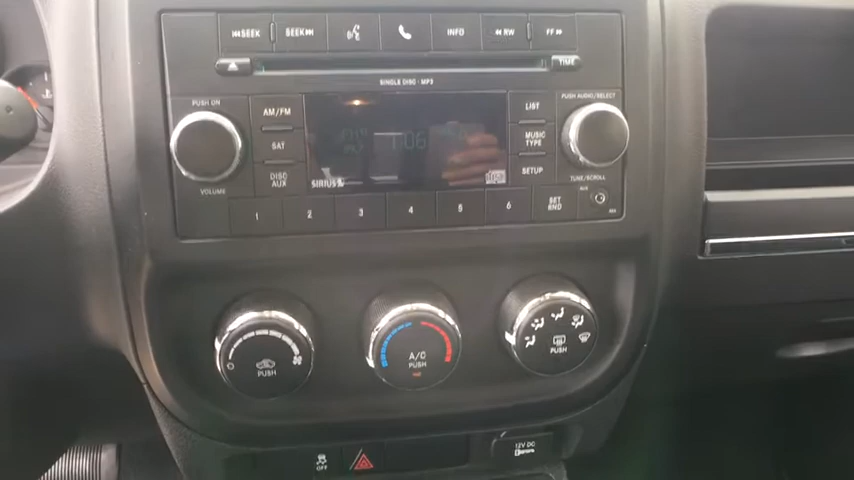 SEEK SEEK INFO RW FF
TIME
SINGLE DISC · MP3
PUSH ON
VOLUME
AM/FM
SAT
DISC
AUX
SIRIUS
LIST
MUSIC
TYPE
SETUP
PUSH AUDIO/SELECT
TUNE/SCROLL
1 2 3 4 5 6
SET
RND
AUX
PUSH
A/C
PUSH
PUSH
OFF
12V DC